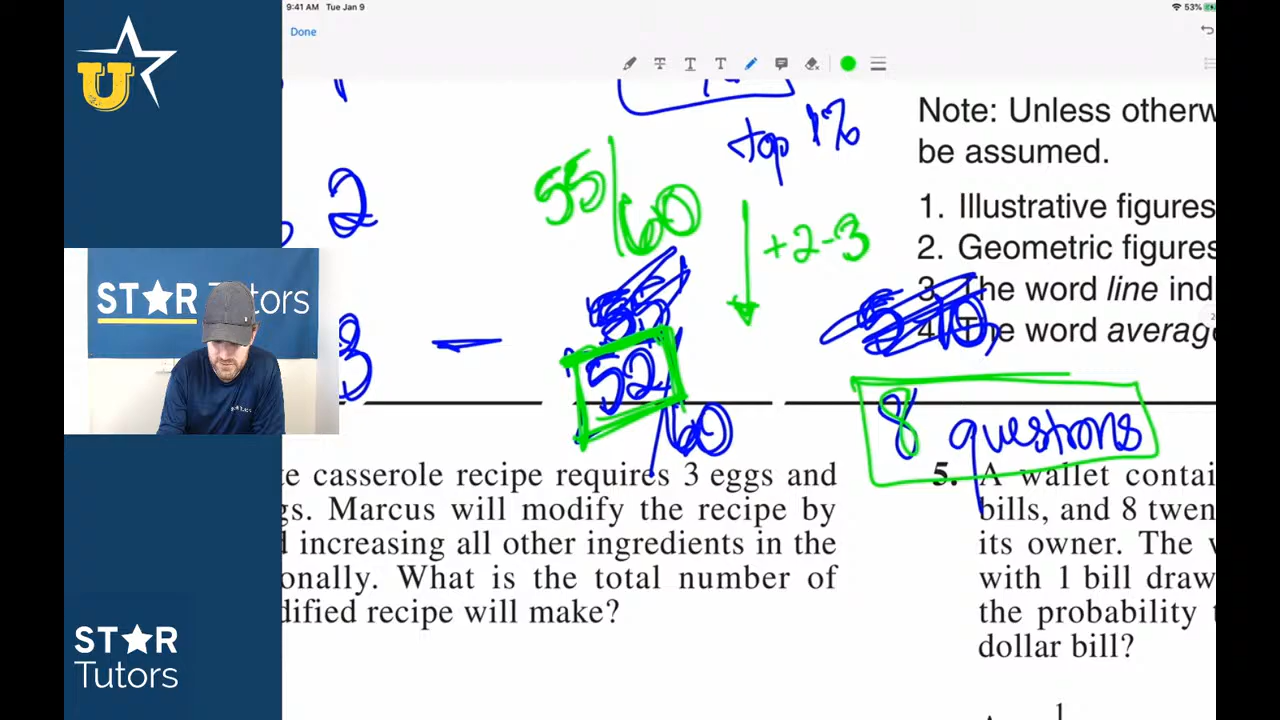 9:41 AM Tue Jan 9
53%
Done
U
top 1%
55/60
+2-3
2
3 -
52/60
8 questions
STAR Tutors
Note: Unless otherw
be assumed.
1. Illustrative figures
2. Geometric figures
3. The word line ind
4. The word average
te casserole recipe requires 3 eggs and
gs. Marcus will modify the recipe by
d increasing all other ingredients in the
onally. What is the total number of
dified recipe will make?
5. A wallet contai
bills, and 8 twen
its owner. The
with 1 bill draw
the probability
dollar bill?
STAR
Tutors